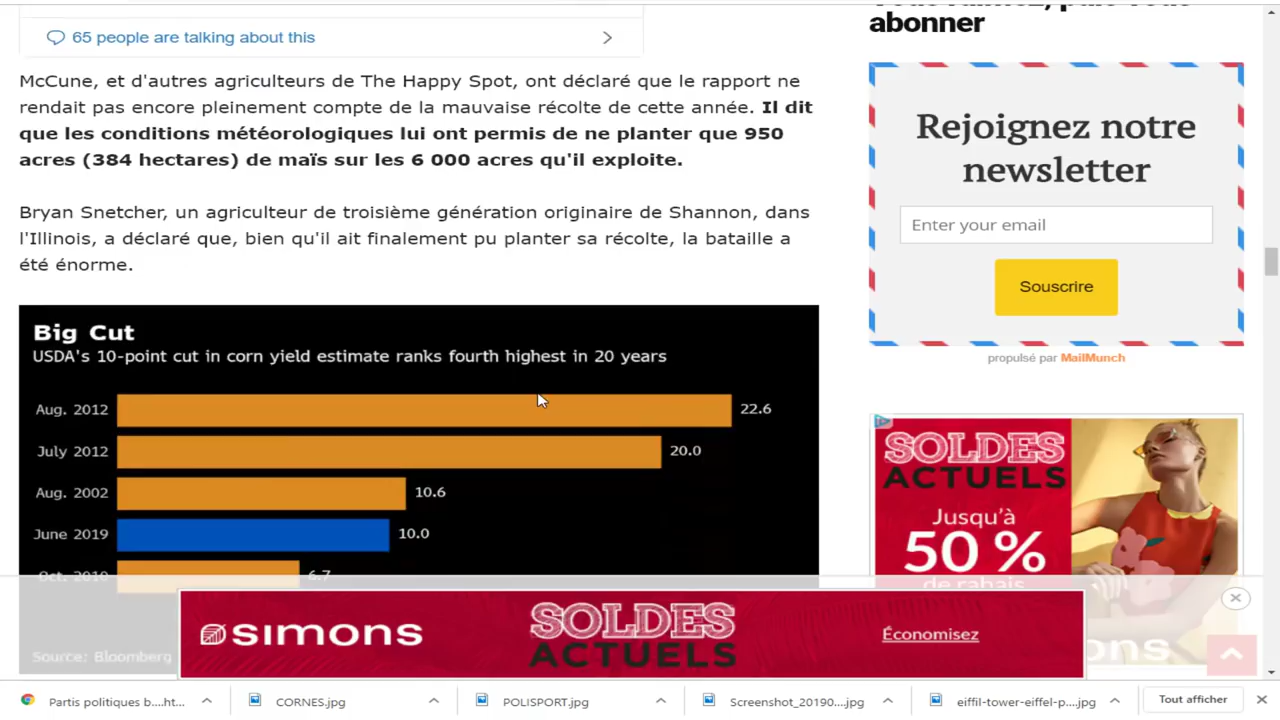 65 people are talking about this
McCune, et d'autres agriculteurs de The Happy Spot, ont déclaré que le rapport ne
rendait pas encore pleinement compte de la mauvaise récolte de cette année. Il dit
que les conditions météorologiques lui ont permis de ne planter que 950
acres (384 hectares) de maïs sur les 6 000 acres qu'il exploite.
Bryan Snetcher, un agriculteur de troisième génération originaire de Shannon, dans
l'Illinois, a déclaré que, bien qu'il ait finalement pu planter sa récolte, la bataille a
été énorme.
Big Cut
USDA's 10-point cut in corn yield estimate ranks fourth highest in 20 years
Aug. 2012 22.6
July 2012 20.0
Aug. 2002 10.6
June 2019 10.0
Oct. 2010 6.7
Source: Bloomberg
abonner
Rejoignez notre
newsletter
Enter your email
Souscrire
propulsé par MailMunch
SOLDES
ACTUELS
Jusqu'à
50 %
de rabais
simons
SOLDES
ACTUELS
Économisez
ons
Partis politiques b....ht...
CORNES.jpg
POLISPORT.jpg
Screenshot_20190....jpg
eiffil-tower-eiffel-p....jpg
Tout afficher